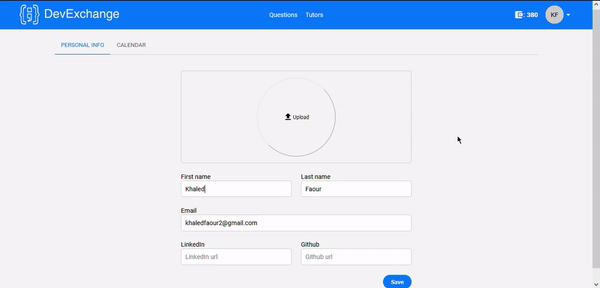 {;} DevExchange
Questions Tutors
380 KF
PERSONAL INFO CALENDAR
Upload
First name Last name
Khaled Faour
Email
khaledfaour2@gmail.com
LinkedIn Github
LinkedIn url Github url
Save